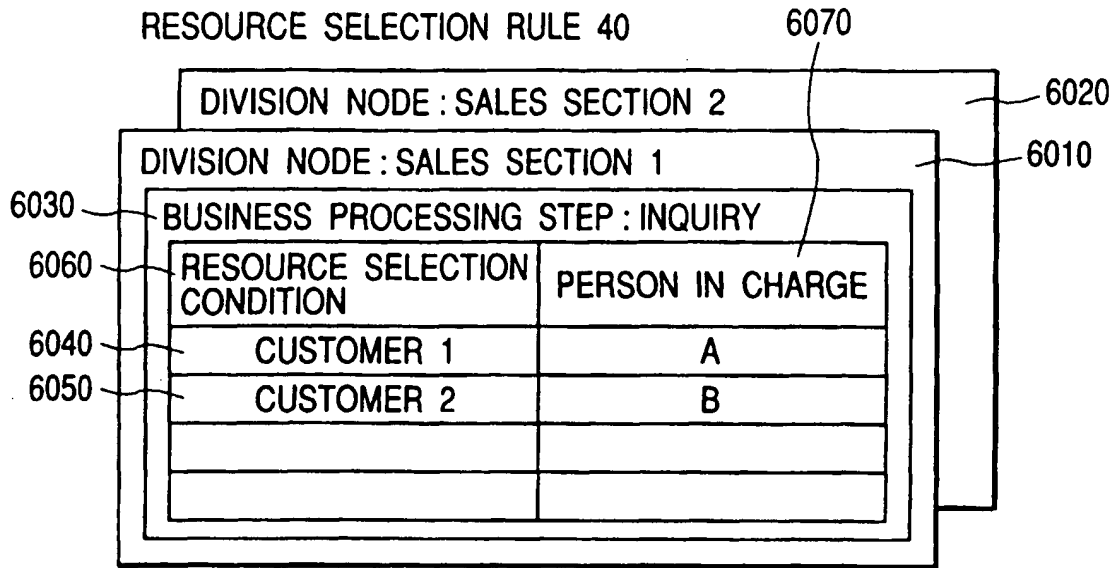 RESOURCE SELECTION RULE 40
6070
DIVISION NODE : SALES SECTION 2
6020
DIVISION NODE : SALES SECTION 1
6010
6030
BUSINESS PROCESSING STEP : INQUIRY
6060
RESOURCE SELECTION
CONDITION
PERSON IN CHARGE
6040
CUSTOMER 1
A
6050
CUSTOMER 2
B